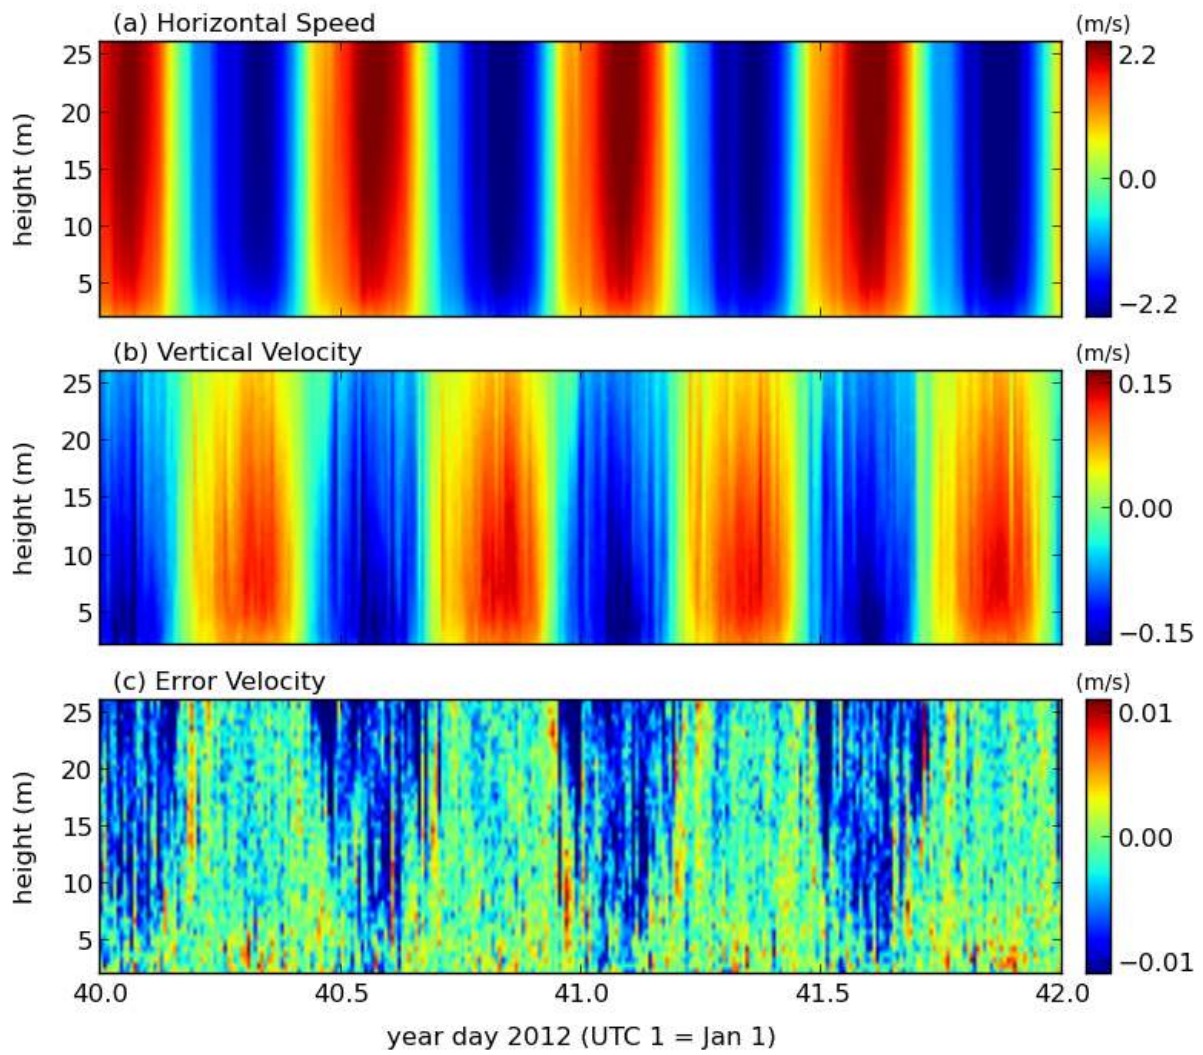 (a) Horizontal Speed
(m/s)
25
20
15
10
5
height (m)
2.2
0.0
−2.2
(b) Vertical Velocity
(m/s)
25
20
15
10
5
height (m)
0.15
0.00
−0.15
(c) Error Velocity
(m/s)
25
20
15
10
5
height (m)
0.01
0.00
−0.01
40.0 40.5 41.0 41.5 42.0
year day 2012 (UTC 1 = Jan 1)